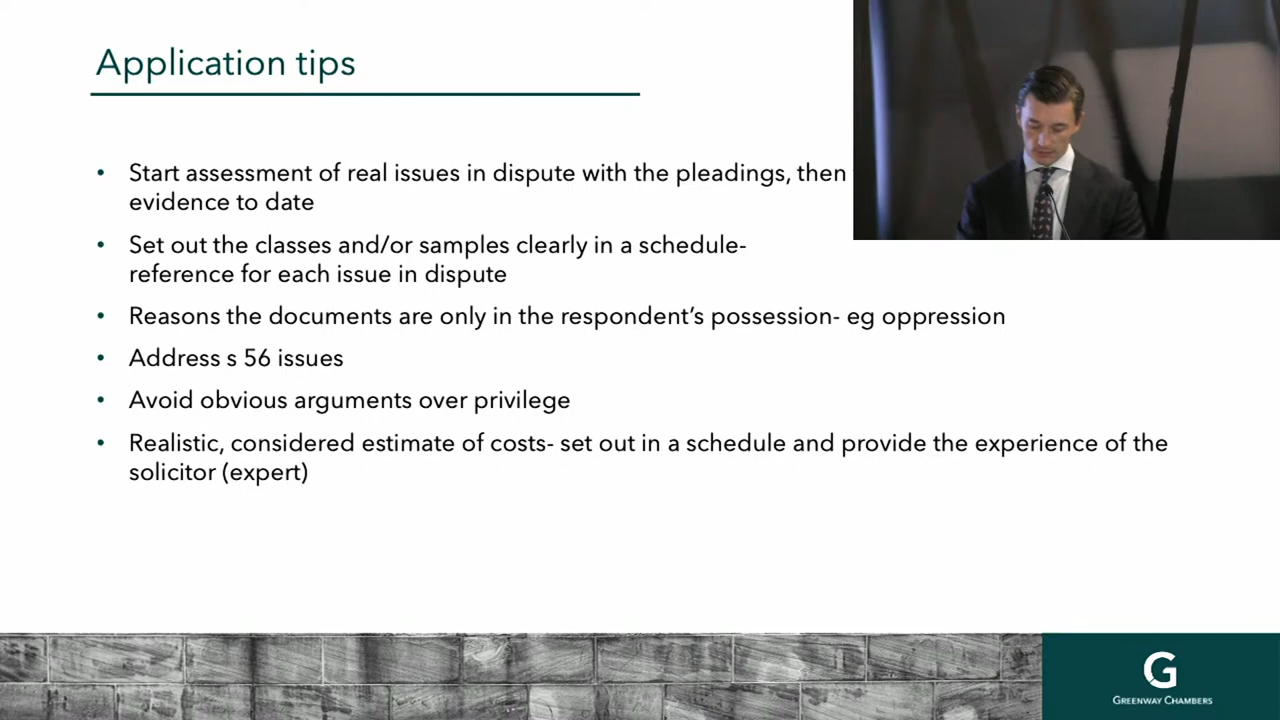 Application tips
• Start assessment of real issues in dispute with the pleadings, then
evidence to date
• Set out the classes and/or samples clearly in a schedule-
reference for each issue in dispute
• Reasons the documents are only in the respondent’s possession- eg oppression
• Address s 56 issues
• Avoid obvious arguments over privilege
• Realistic, considered estimate of costs- set out in a schedule and provide the experience of the
solicitor (expert)
G
GREENWAY CHAMBERS